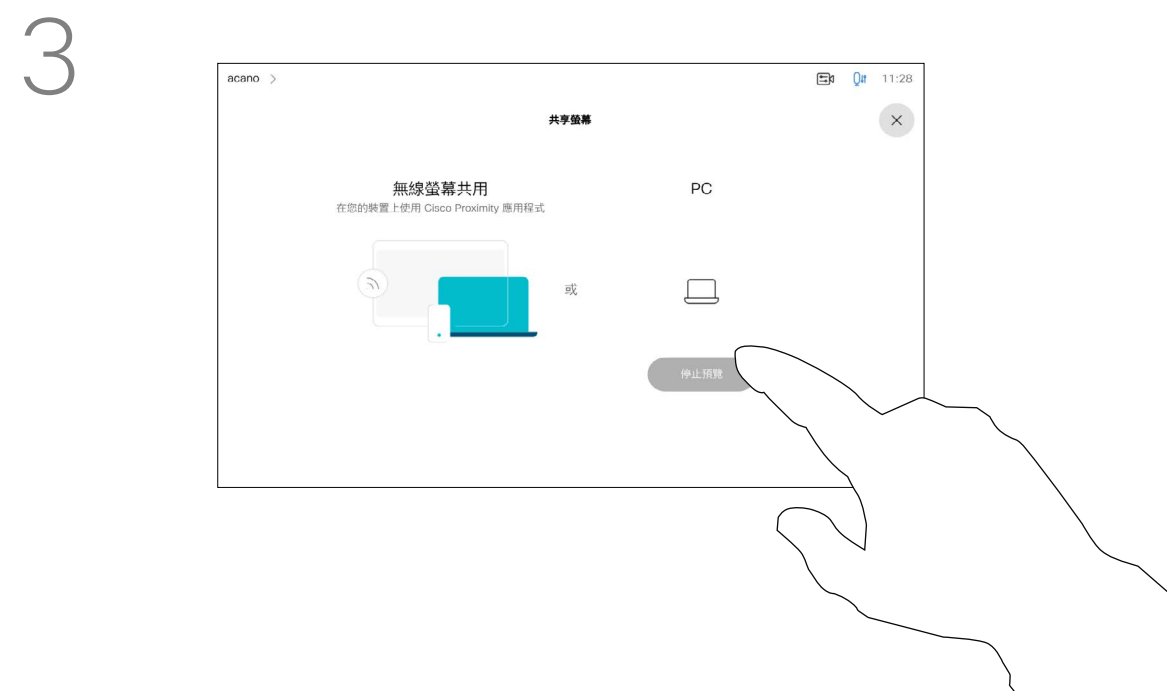 3
acano
11:28
共享螢幕
無線螢幕共用
在您的裝置上使用 Cisco Proximity 應用程式
PC
或
停止預覽